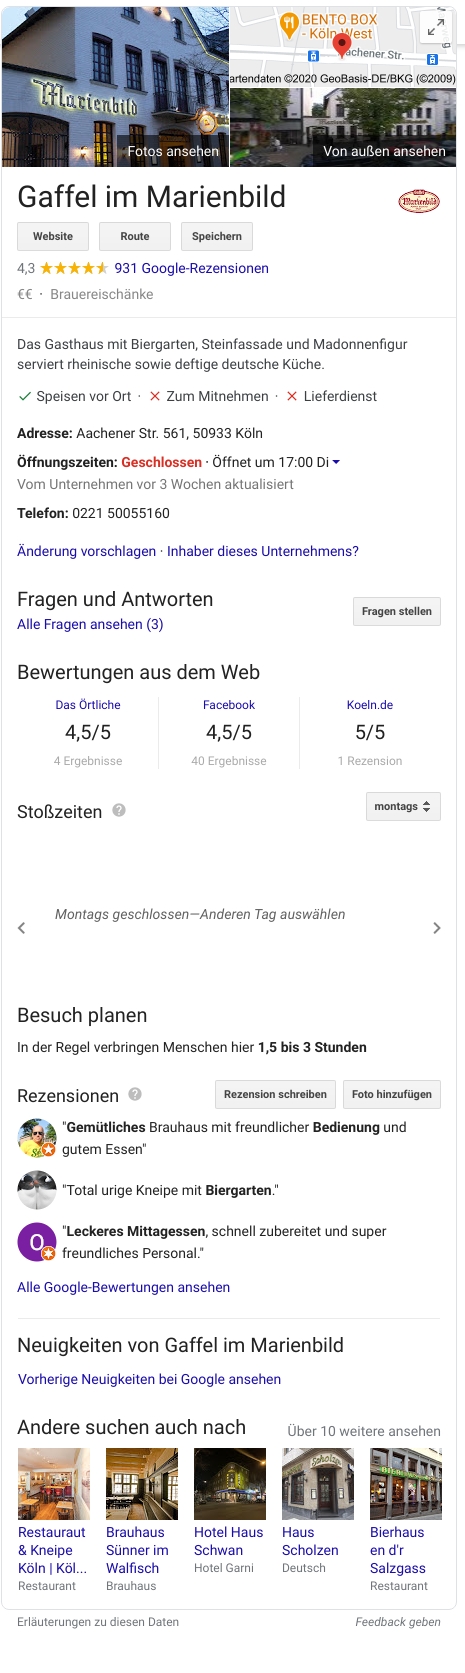 Marienbild
BENTO BOX
- Köln West
achener Str.
artendaten ©2020 GeoBasis-DE/BKG (©2009)
Fotos ansehen
Von außen ansehen
Gaffel im Marienbild
Marienbild
Website
Route
Speichern
4,3 931 Google-Rezensionen
€€ · Brauereischänke
Das Gasthaus mit Biergarten, Steinfassade und Madonnenfigur
serviert rheinische sowie deftige deutsche Küche.
Speisen vor Ort · Zum Mitnehmen · Lieferdienst
Adresse: Aachener Str. 561, 50933 Köln
Öffnungszeiten: Geschlossen · Öffnet um 17:00 Di
Vom Unternehmen vor 3 Wochen aktualisiert
Telefon: 0221 50055160
Änderung vorschlagen · Inhaber dieses Unternehmens?
Fragen und Antworten
Fragen stellen
Alle Fragen ansehen (3)
Bewertungen aus dem Web
Das Örtliche
Facebook
Koeln.de
4,5/5
4,5/5
5/5
4 Ergebnisse
40 Ergebnisse
1 Rezension
Stoßzeiten ?
montags
Montags geschlossen—Anderen Tag auswählen
Besuch planen
In der Regel verbringen Menschen hier 1,5 bis 3 Stunden
Rezensionen ?
Rezension schreiben
Foto hinzufügen
"Gemütliches Brauhaus mit freundlicher Bedienung und
gutem Essen"
"Total urige Kneipe mit Biergarten."
O
"Leckeres Mittagessen, schnell zubereitet und super
freundliches Personal."
Alle Google-Bewertungen ansehen
Neuigkeiten von Gaffel im Marienbild
Vorherige Neuigkeiten bei Google ansehen
Andere suchen auch nach
Über 10 weitere ansehen
Scholzen
Restauraut
& Kneipe
Köln | Köl...
Restaurant
Brauhaus
Sünner im
Walfisch
Brauhaus
Hotel Haus
Schwan
Hotel Garni
Haus
Scholzen
Deutsch
Bierhaus
en d'r
Salzgass
Restaurant
Erläuterungen zu diesen Daten
Feedback geben